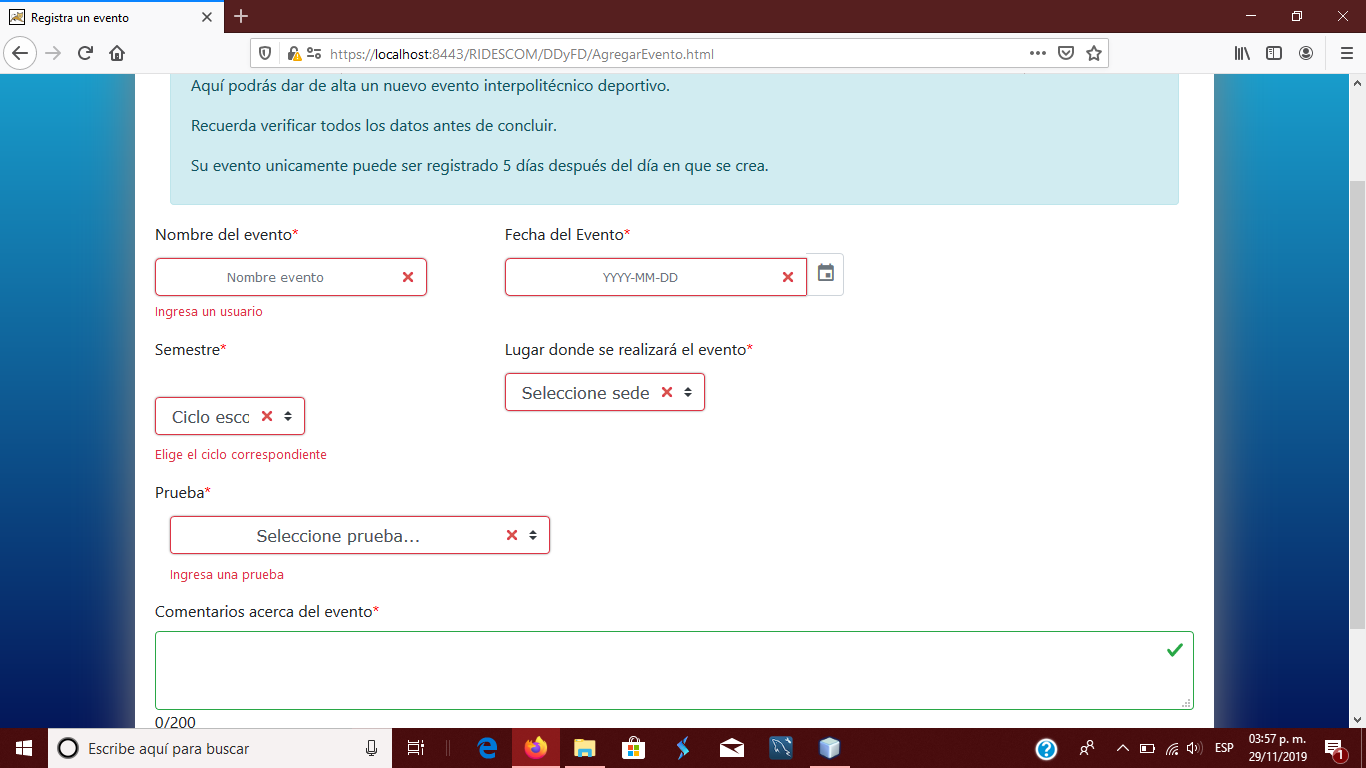 Registra un evento
https://localhost:8443/RIDESCOM/DDyFD/AgregarEvento.html
Aquí podrás dar de alta un nuevo evento interpolitécnico deportivo.
Recuerda verificar todos los datos antes de concluir.
Su evento unicamente puede ser registrado 5 días después del día en que se crea.
Nombre del evento* Fecha del Evento*
Nombre evento YYYY-MM-DD
Ingresa un usuario
Semestre* Lugar donde se realizará el evento*
Seleccione sede
Ciclo esco
Elige el ciclo correspondiente
Prueba*
Seleccione prueba...
Ingresa una prueba
Comentarios acerca del evento*
0/200
Escribe aquí para buscar
ESP
03:57 p. m.
29/11/2019
1